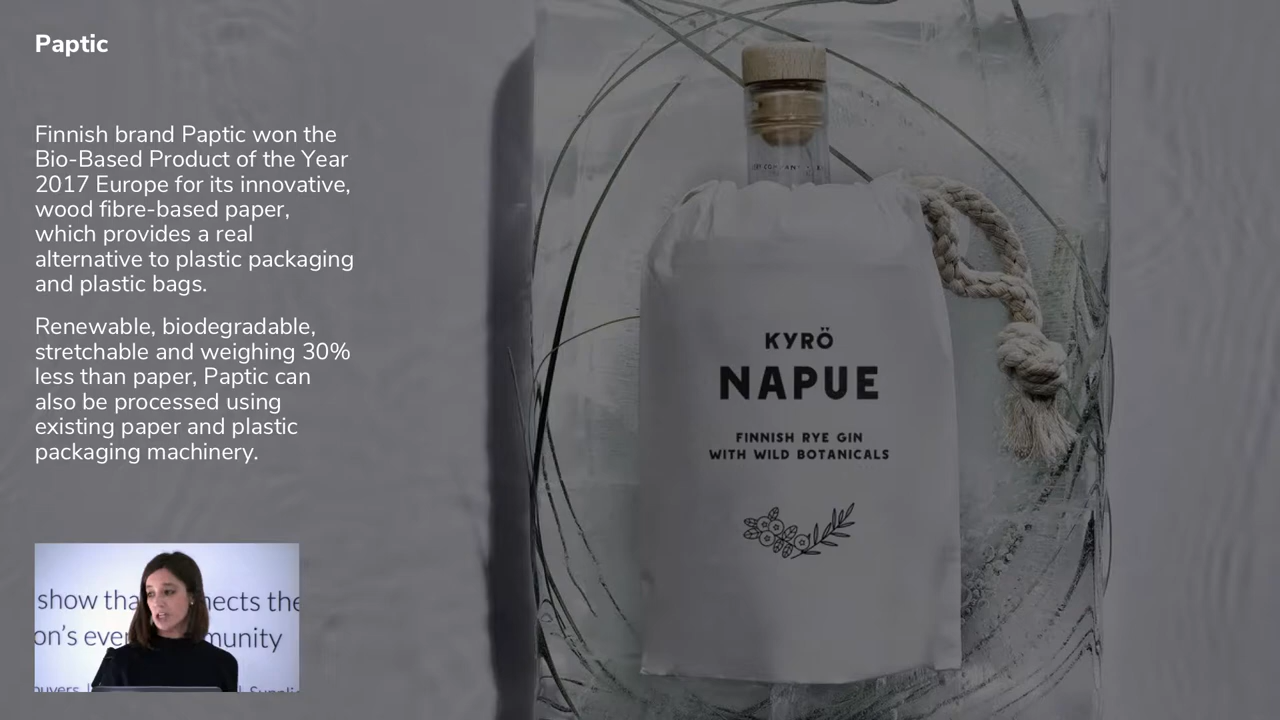 Paptic
Finnish brand Paptic won the
Bio-Based Product of the Year
2017 Europe for its innovative,
wood fibre-based paper,
which provides a real
alternative to plastic packaging
and plastic bags.
Renewable, biodegradable,
stretchable and weighing 30%
less than paper, Paptic can
also be processed using
existing paper and plastic
packaging machinery.
KYRÖ
NAPUE
FINNISH RYE GIN
WITH WILD BOTANICALS
show
the
on's